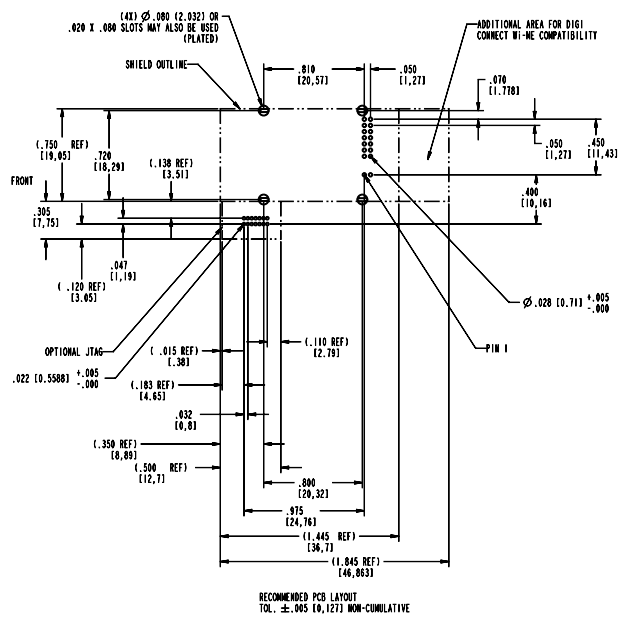 (4X) Ø.080 (2.032) OR
.020 X .080 SLOTS MAY ALSO BE USED
(PLATED)
ADDITIONAL AREA FOR DIGI
CONNECT Wi-ME COMPATIBILITY
SHIELD OUTLINE
.810
[20,57]
.050
[1,27]
.070
[1.778]
(.750 REF)
[19,05]
.720
[18,29]
(.138 REF)
[3.51]
.050
[1,27]
.450
[11,43]
FRONT
.305
[7,75]
.400
[10,16]
.047
[1,19]
(.120 REF)
[3.05]
Ø.028 [0.71] +.005
-.000
OPTIONAL JTAG
(.015 REF)
[.38]
(.110 REF)
[2.79]
PIN 1
.022 [0.5588] +.005
-.000
(.183 REF)
[4.65]
.032
[0,8]
(.350 REF)
[8,89]
(.500 REF)
[12,7]
.800
[20,32]
.975
[24,76]
(1.445 REF)
[36,7]
(1.845 REF)
[46,863]
RECOMMENDED PCB LAYOUT
TOL. ±.005 [0,127] NON-CUMULATIVE